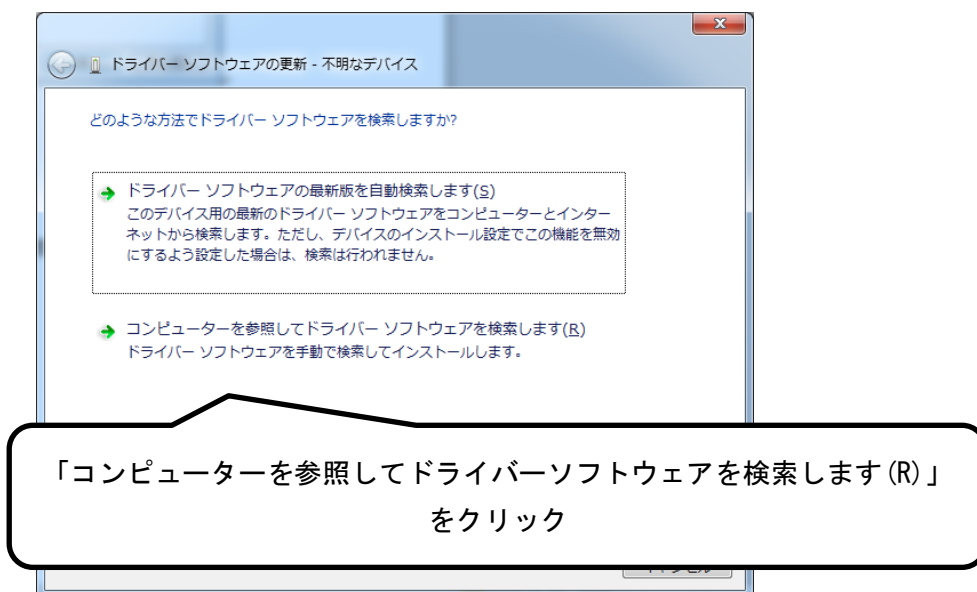 ドライバー ソフトウェアの更新 - 不明なデバイス
どのような方法でドライバー ソフトウェアを検索しますか?
ドライバー ソフトウェアの最新版を自動検索します(S)
このデバイス用の最新のドライバー ソフトウェアをコンピューターとインター
ネットから検索します。ただし、デバイスのインストール設定でこの機能を無効
にするよう設定した場合は、検索は行われません。
コンピューターを参照してドライバー ソフトウェアを検索します(R)
ドライバー ソフトウェアを手動で検索してインストールします。
「コンピューターを参照してドライバーソフトウェアを検索します(R)」
をクリック